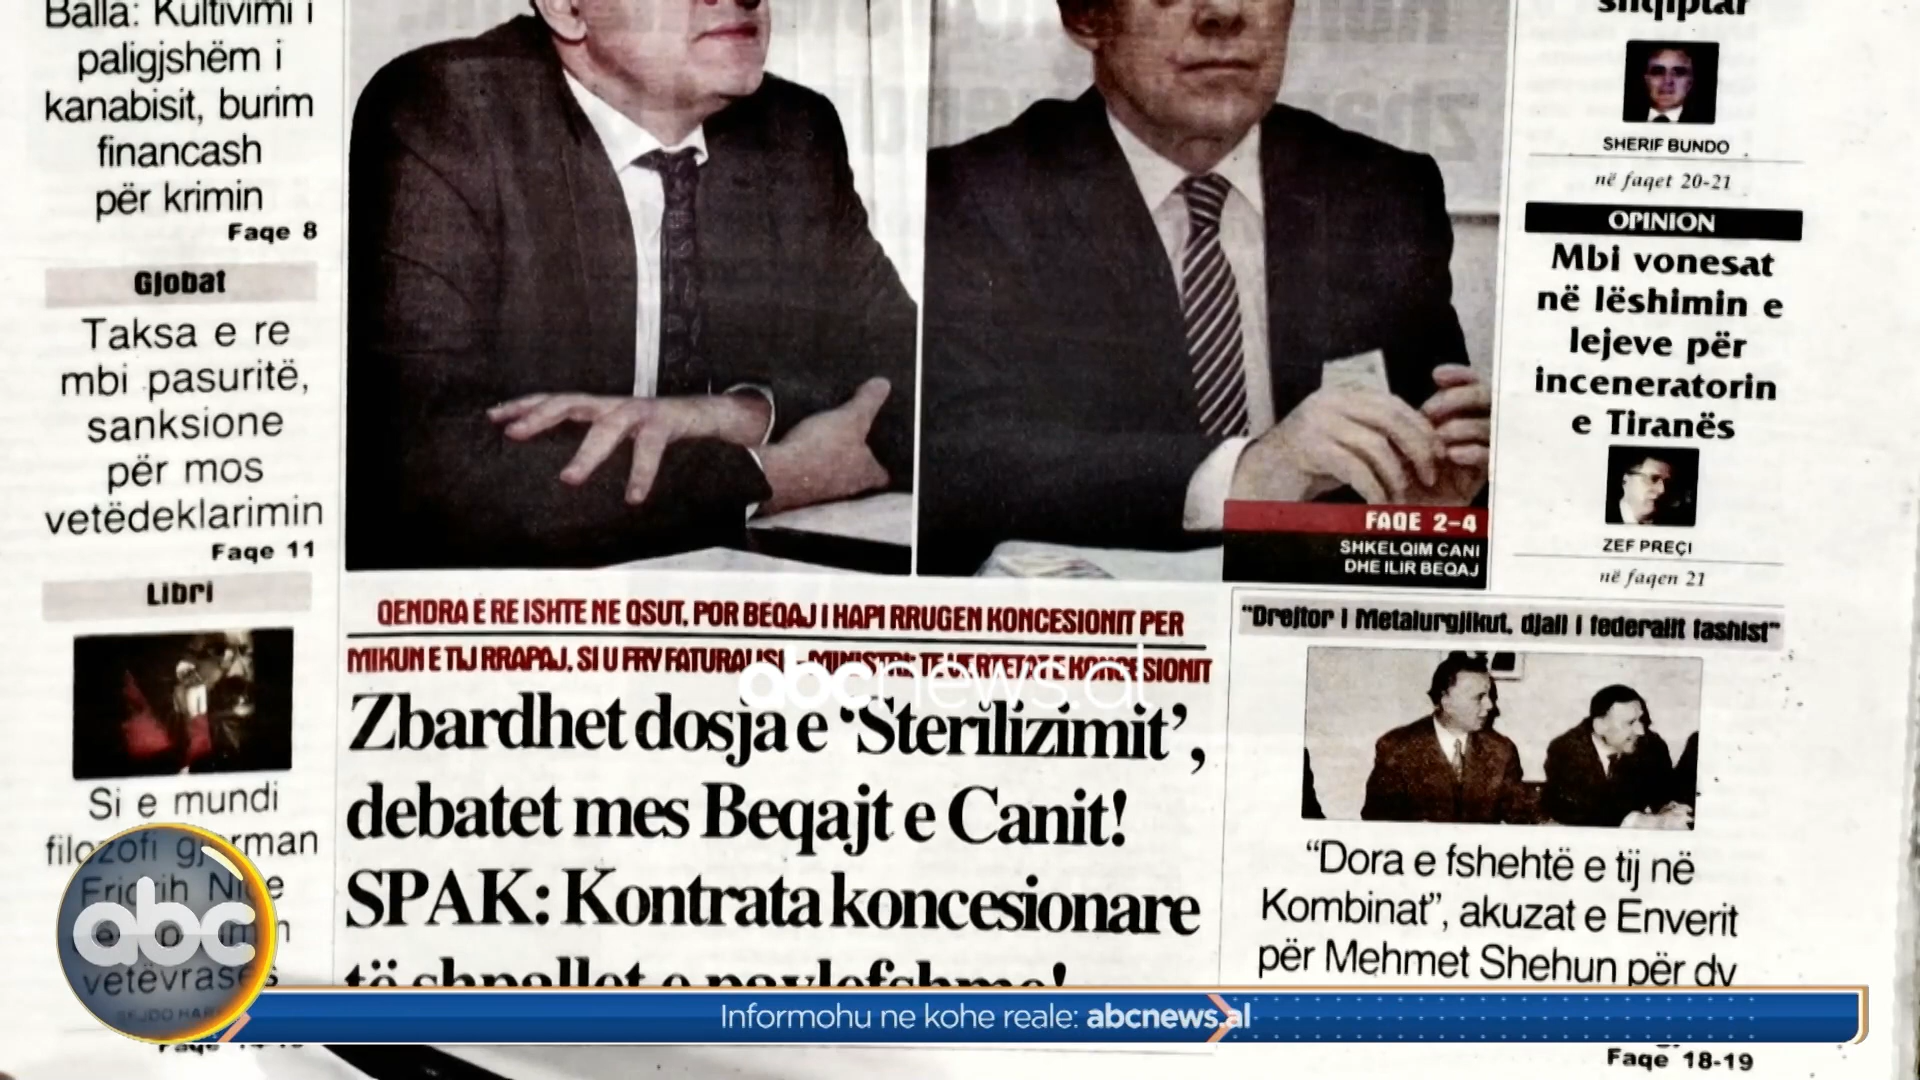 Balla: Kultivimi i
paligjshëm i
kanabisit, burim
financash
për krimin
Faqe 8
Gjobat
Taksa e re
mbi pasuritë,
sanksione
për mos
vetëdeklarimin
Faqe 11
Libri
Si e mundi
vetëvrasës
FAQE 2-4
SHKELQIM CANI
DHE ILIR BEQAJ
QENDRA E RE ISHTE NE QSUT, POR BEQAJ I HAPI RRUGEN KONCESIONIT PER
MIKUN E TIJ RRAPAJ, SI U FRY FATURA
Zbardhet dosja e ‘Sterilizimit’,
debatet mes Beqajt e Canit!
SPAK: Kontrata koncesionare
të shpallet e pavlefshme!
shqiptar
SHERIF BUNDO
në faqet 20-21
OPINION
Mbi vonesat
në lëshimin e
lejeve për
inceneratorin
e Tiranës
ZEF PREÇI
në faqen 21
"Drejtor i Metalurgjikut, djali i federalit fashist"
“Dora e fshehtë e tij në
Kombinat”, akuzat e Enverit
për Mehmet Shehun për dy
Faqe 18-19
abcnews.al
abc
Informohu ne kohe reale: abcnews.al